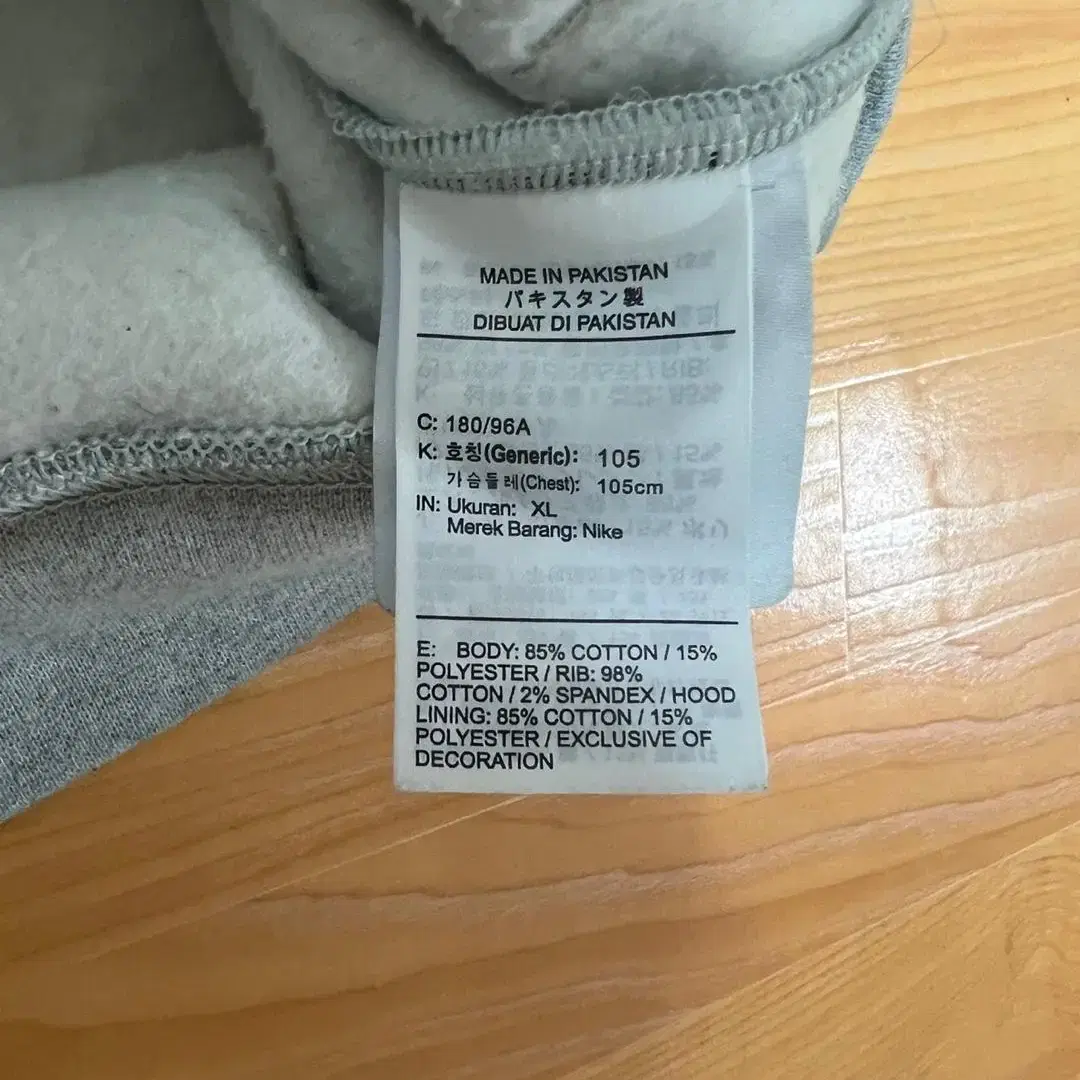 MADE IN PAKISTAN
パキスタン製
DIBUAT DI PAKISTAN
C: 180/96A
K: 호칭(Generic): 105
가슴둘레(Chest): 105cm
IN: Ukuran: XL
Merek Barang: Nike
E: BODY: 85% COTTON / 15%
POLYESTER / RIB: 98%
COTTON / 2% SPANDEX / HOOD
LINING: 85% COTTON / 15%
POLYESTER / EXCLUSIVE OF
DECORATION